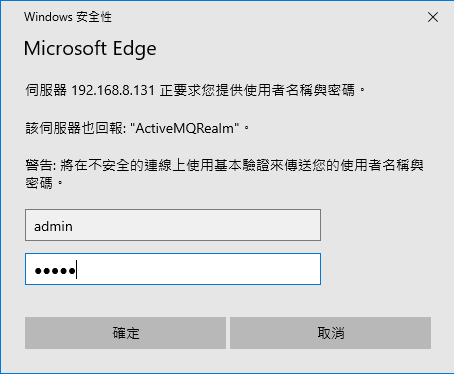 Windows 安全性
Microsoft Edge
伺服器 192.168.8.131 正要求您提供使用者名稱與密碼。
該伺服器也回報: "ActiveMQRealm"。
警告: 將在不安全的連線上使用基本驗證來傳送您的使用者名稱與
密碼。
admin
●●●●●
確定
取消